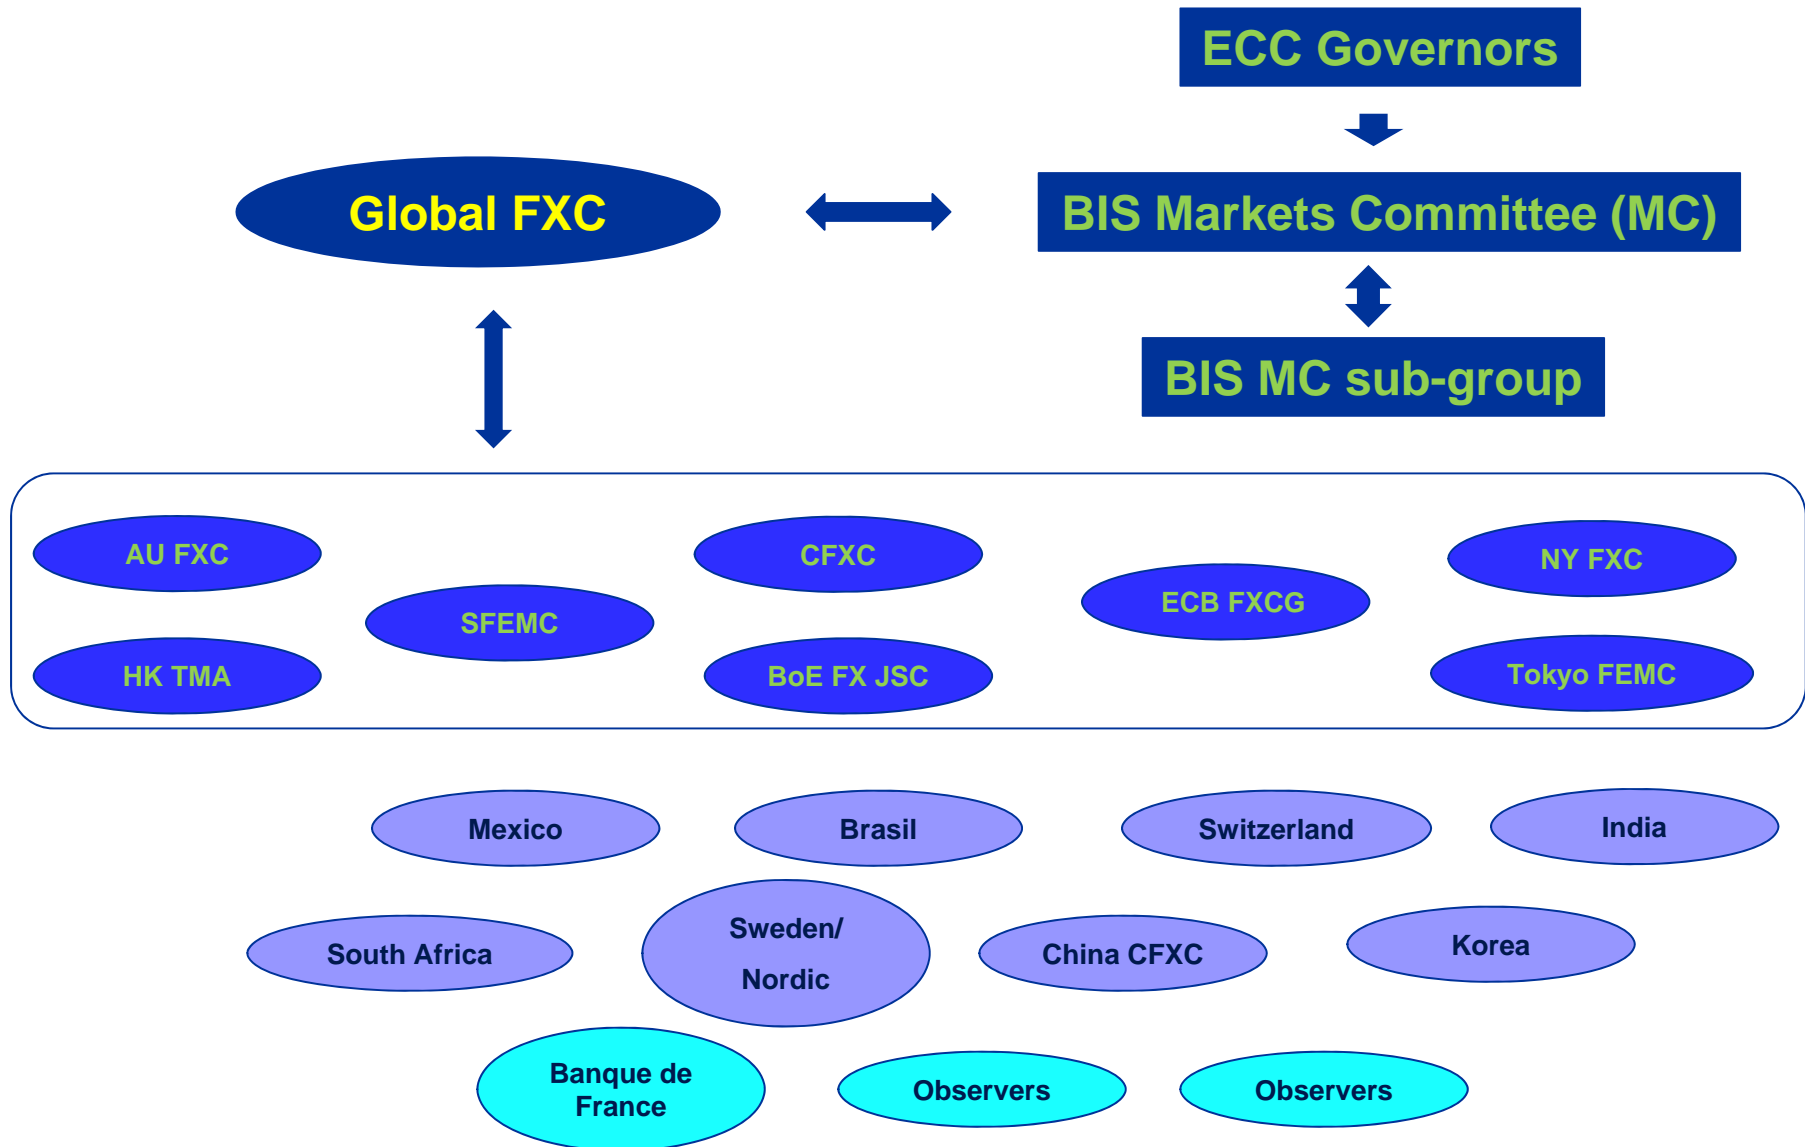 ECC Governors
Global FXC
BIS Markets Committee (MC)
BIS MC sub-group
AU FXC
CFXC
NY FXC
SFEMC
ECB FXCG
HK TMA
BoE FX JSC
Tokyo FEMC
Mexico
Brasil
Switzerland
India
South Africa
Sweden/
Nordic
China CFXC
Korea
Banque de
France
Observers
Observers